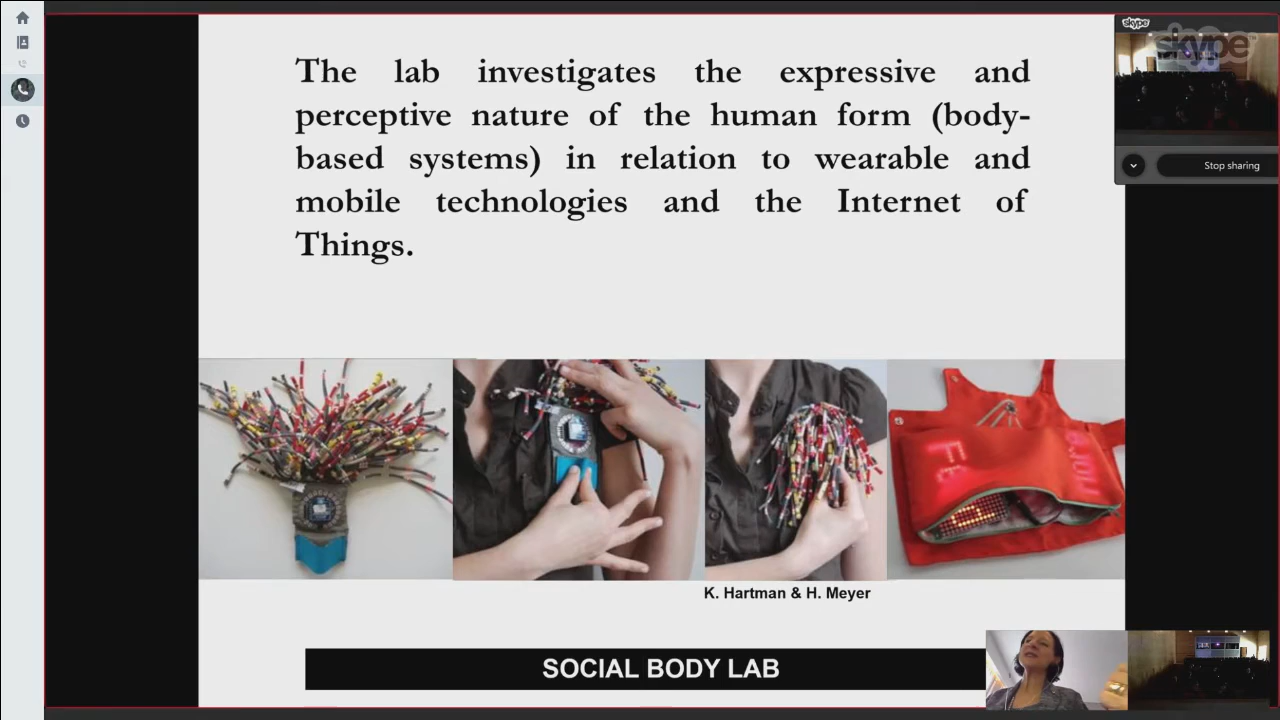 The lab investigates the expressive and
perceptive nature of the human form (body-
based systems) in relation to wearable and
mobile technologies and the Internet of
Things.
skype
skype
Stop sharing
K. Hartman & H. Meyer
SOCIAL BODY LAB